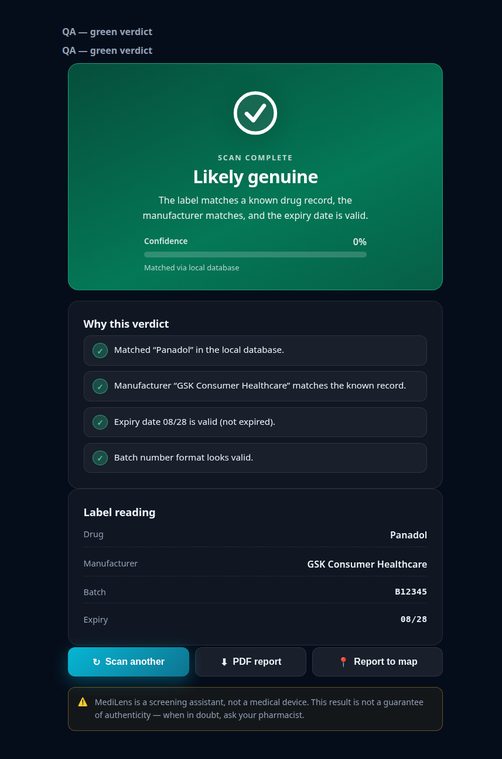 QA — green verdict
QA — green verdict
SCAN COMPLETE
Likely genuine
The label matches a known drug record, the
manufacturer matches, and the expiry date is valid.
Confidence 0%
Matched via local database
Why this verdict
✓ Matched “Panadol” in the local database.
✓ Manufacturer “GSK Consumer Healthcare” matches the known record.
✓ Expiry date 08/28 is valid (not expired).
✓ Batch number format looks valid.
Label reading
Drug Panadol
Manufacturer GSK Consumer Healthcare
Batch B12345
Expiry 08/28
↻ Scan another ⬇ PDF report 📍 Report to map
⚠️ MediLens is a screening assistant, not a medical device. This result is not a guarantee
of authenticity — when in doubt, ask your pharmacist.